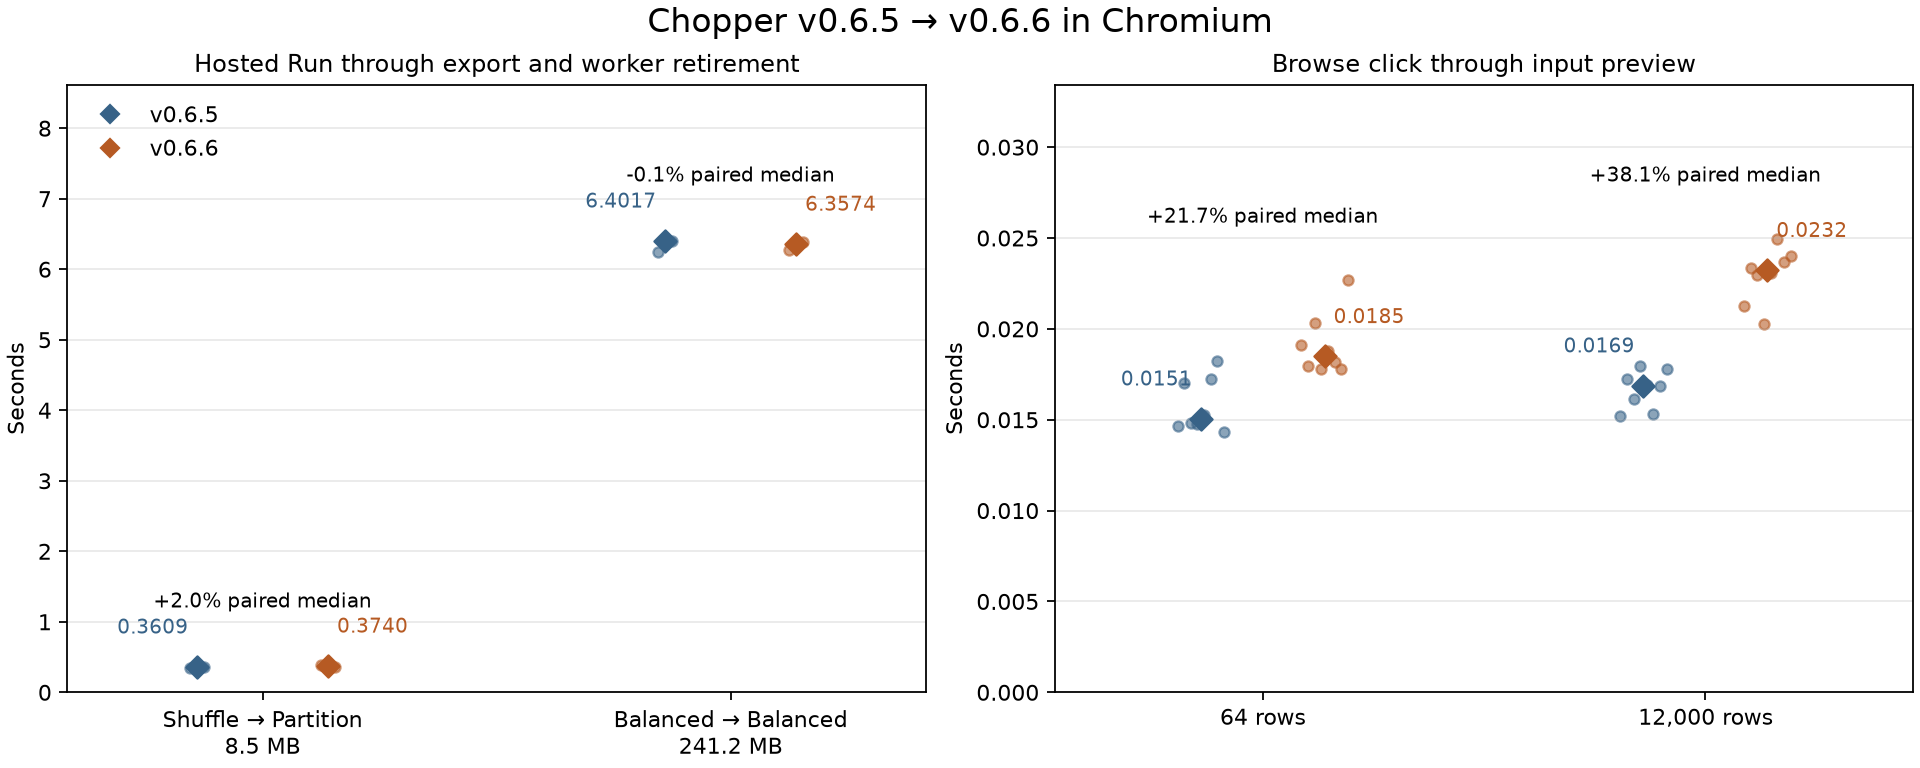 Chopper v0.6.5 → v0.6.6 in Chromium
Hosted Run through export and worker retirement
v0.6.5
v0.6.6
Seconds
8
7
6
5
4
3
2
1
0
-0.1% paired median
6.4017
6.3574
+2.0% paired median
0.3609
0.3740
Shuffle → Partition
8.5 MB
Balanced → Balanced
241.2 MB
Browse click through input preview
Seconds
0.030
0.025
0.020
0.015
0.010
0.005
0.000
+38.1% paired median
+21.7% paired median
0.0232
0.0185
0.0169
0.0151
64 rows
12,000 rows